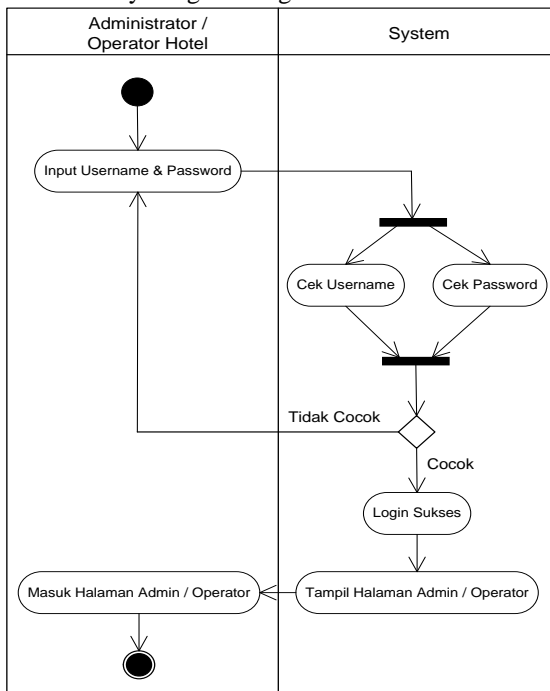 Administrator /
Operator Hotel
System
Input Username & Password
Cek Username
Cek Password
Tidak Cocok
Cocok
Login Sukses
Masuk Halaman Admin / Operator
Tampil Halaman Admin / Operator